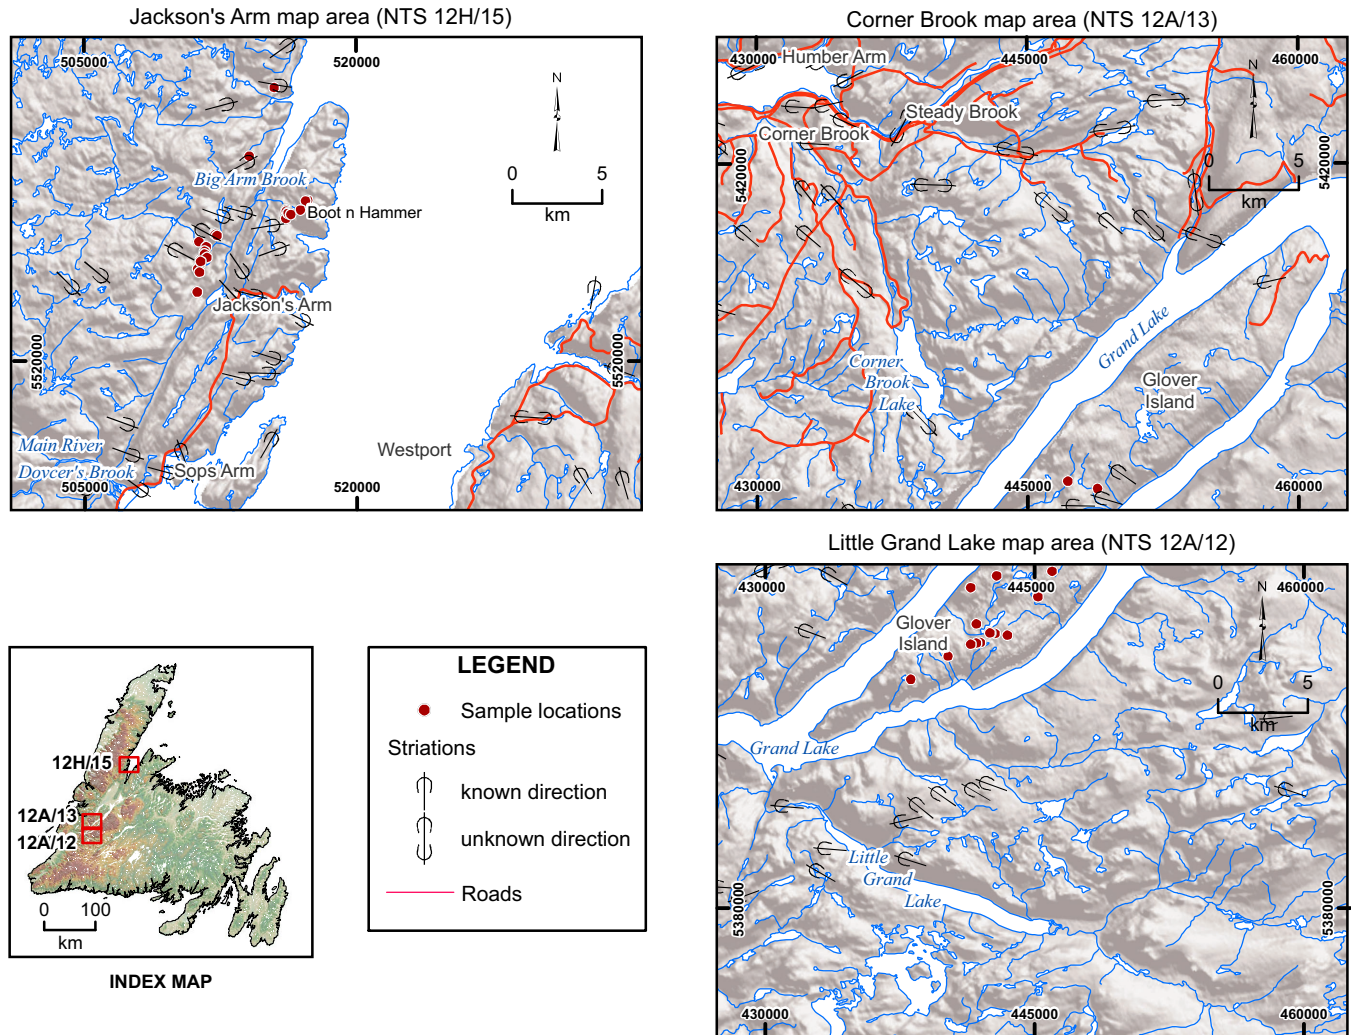 Jackson's Arm map area (NTS 12H/15)
505000
520000
N
0 5
km
Big Arm Brook
Boot n Hammer
Jackson's Arm
5520000
5520000
Westport
Main River
Doucer's Brook
Sops Arm
505000
520000
Corner Brook map area (NTS 12A/13)
430000
Humber Arm
445000
460000
N
Steady Brook
Corner Brook
0 5
km
5420000
5420000
Grand Lake
Corner
Brook
Lake
Glover
Island
430000
445000
460000
Little Grand Lake map area (NTS 12A/12)
430000
445000
460000
N
Glover
Island
0 5
km
Grand Lake
Little
Grand
Lake
5380000
5380000
430000
445000
460000
12H/15
12A/13
12A/12
0 100
km
INDEX MAP
LEGEND
Sample locations
Striations
known direction
unknown direction
Roads